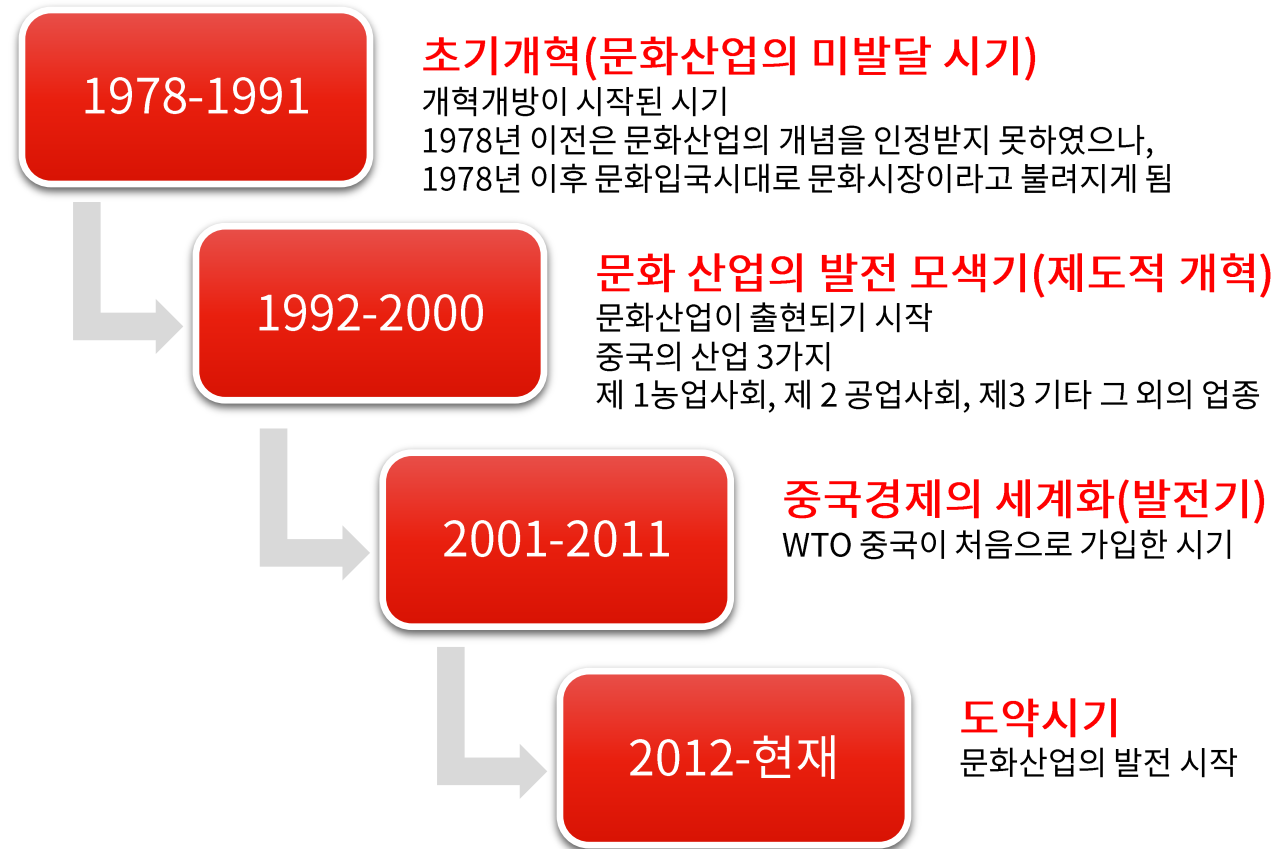 1978-1991
초기개혁(문화산업의 미발달 시기)
개혁개방이 시작된 시기
1978년 이전은 문화산업의 개념을 인정받지 못하였으나,
1978년 이후 문화입국시대로 문화시장이라고 불려지게 됨
1992-2000
문화 산업의 발전 모색기(제도적 개혁)
문화산업이 출현되기 시작
중국의 산업 3가지
제 1농업사회, 제 2 공업사회, 제3 기타 그 외의 업종
2001-2011
중국경제의 세계화(발전기)
WTO 중국이 처음으로 가입한 시기
2012-현재
도약시기
문화산업의 발전 시작